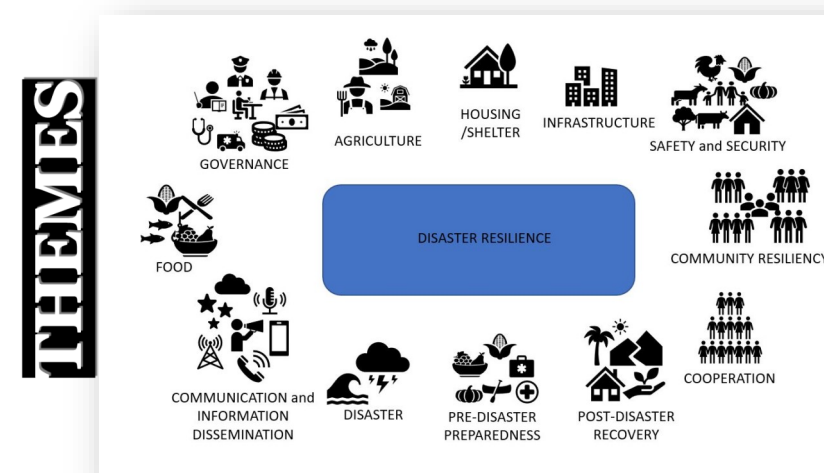 THEMES
GOVERNANCE
AGRICULTURE
HOUSING
/SHELTER
INFRASTRUCTURE
SAFETY and SECURITY
FOOD
DISASTER RESILIENCE
COMMUNITY RESILIENCY
COMMUNICATION and
INFORMATION
DISSEMINATION
DISASTER
PRE-DISASTER
PREPAREDNESS
POST-DISASTER
RECOVERY
COOPERATION